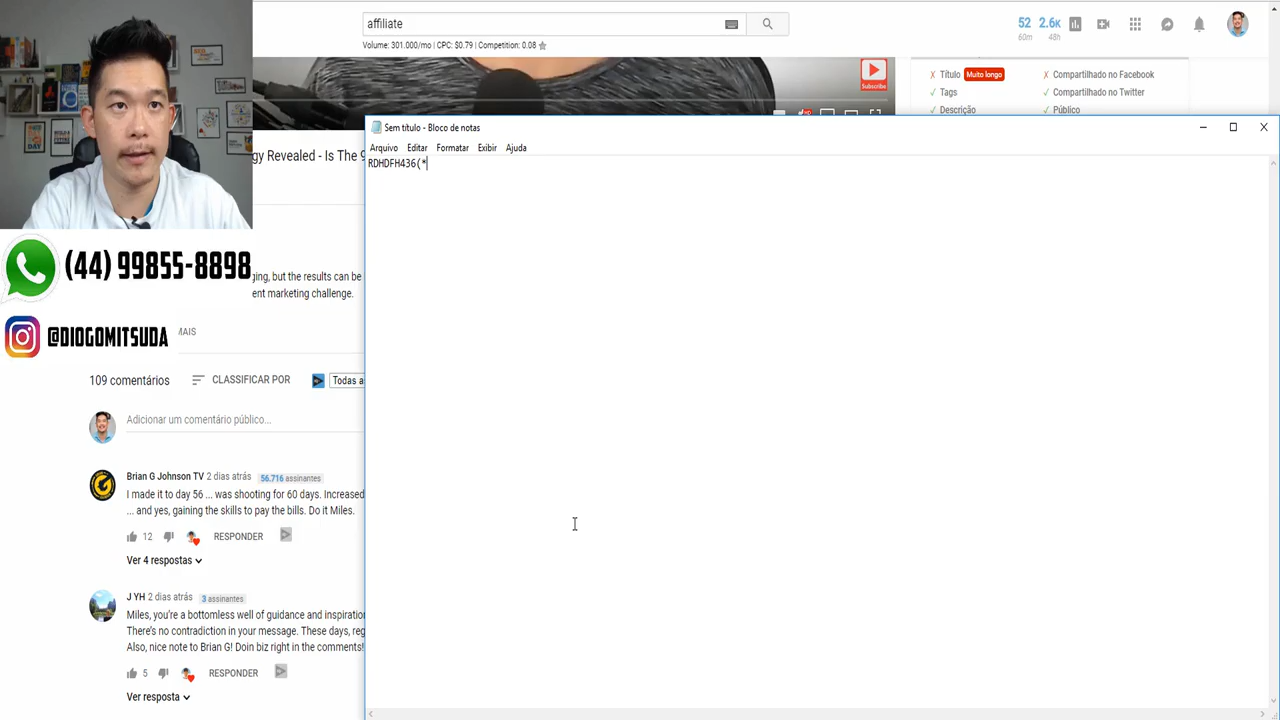 affiliate
Volume: 301.000/mo | CPC: $0.79 | Competition: 0.08
52 2.6K
60m 48h
Subscribe
HD
Título Muito longo
Tags
Descrição
Compartilhado no Facebook
Compartilhado no Twitter
Público
gy Revealed - Is The 9
Sem título - Bloco de notas
Arquivo Editar Formatar Exibir Ajuda
RDHDFH436(*
(44) 99855-8898
ging, but the results can be
ent marketing challenge.
@DIOGOMITSUDA
MAIS
109 comentários CLASSIFICAR POR Todas a
Adicionar um comentário público...
Brian G Johnson TV 2 dias atrás 56.716 assinantes
I made it to day 56 ... was shooting for 60 days. Increased
... and yes, gaining the skills to pay the bills. Do it Miles.
12 RESPONDER
Ver 4 respostas
J YH 2 dias atrás 3 assinantes
Miles, you're a bottomless well of guidance and inspiration
There's no contradiction in your message. These days, reg
Also, nice note to Brian G! Doin biz right in the comments!
5 RESPONDER
Ver resposta